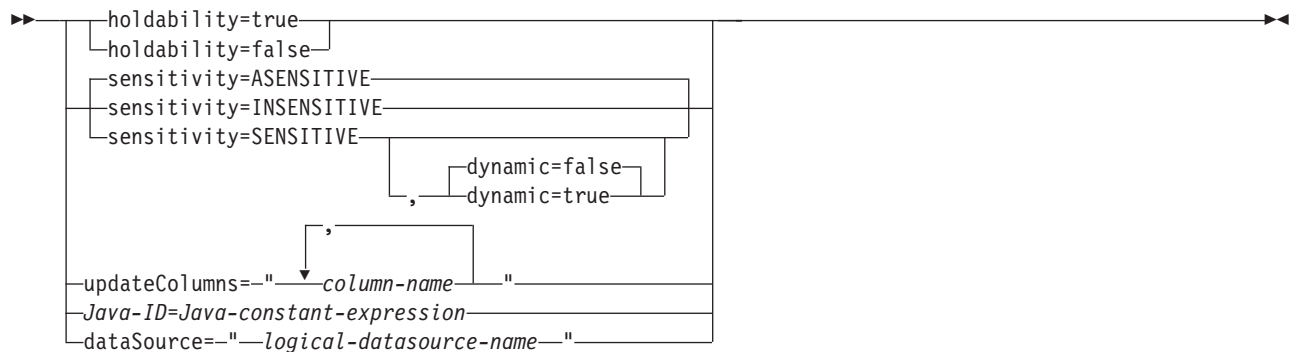 holdability=true
holdability=false
sensitivity=ASENSITIVE
sensitivity=INSENSITIVE
sensitivity=SENSITIVE
dynamic=false
, dynamic=true
,
updateColumns= " column-name "
Java-ID=Java-constant-expression
dataSource= " logical-datasource-name "